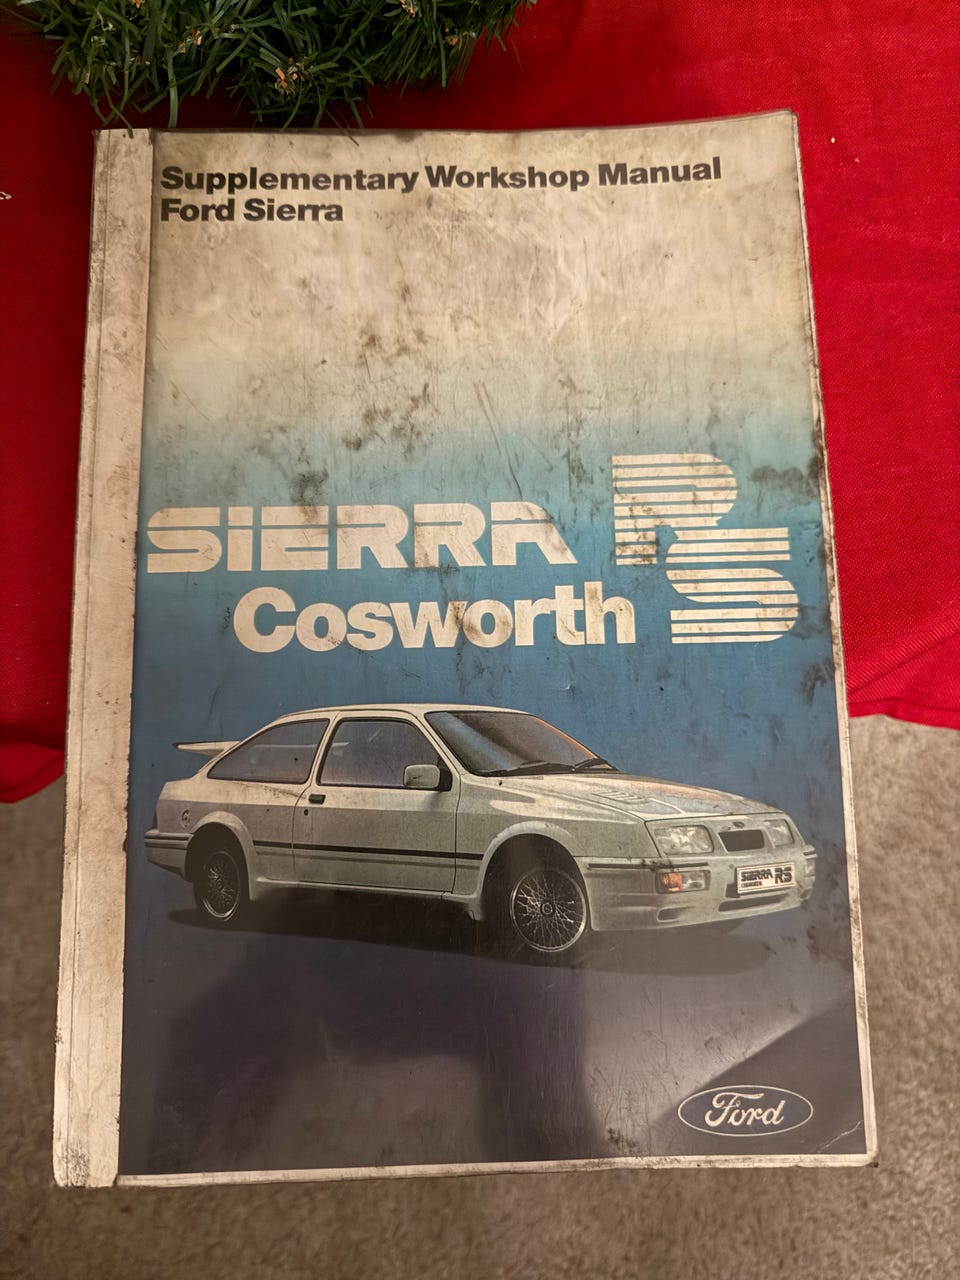 Supplementary Workshop Manual
Ford Sierra
SIERRA RS
Cosworth
SIERRA RS
COSWORTH
Ford